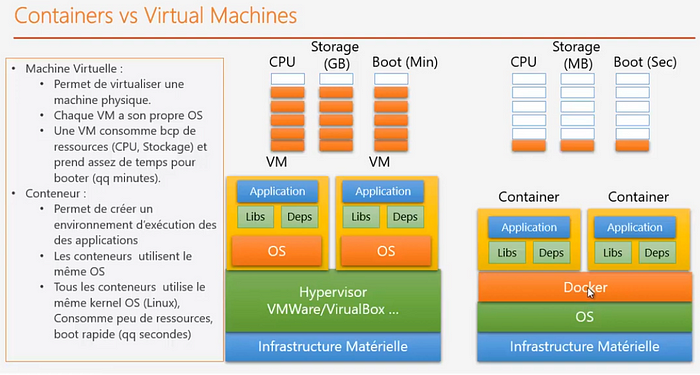 Containers vs Virtual Machines
• Machine Virtuelle :
• Permet de virtualiser une
machine physique.
• Chaque VM a son propre OS
• Une VM consomme bcp de
ressources (CPU, Stockage) et
prend assez de temps pour
booter (qq minutes).
• Conteneur :
• Permet de créer un
environnement d'exécution des
des applications
• Les conteneurs utilisent le
même OS
• Tous les conteneurs utilise le
même kernel OS (Linux),
Consomme peu de ressources,
boot rapide (qq secondes)
CPU
Storage
(GB)
Boot (Min)
VM
VM
Application
Libs
Deps
OS
Application
Libs
Deps
OS
Hypervisor
VMWare/VirualBox ...
Infrastructure Matérielle
CPU
Storage
(MB)
Boot (Sec)
Container
Container
Application
Libs
Deps
Application
Libs
Deps
Docker
OS
Infrastructure Matérielle